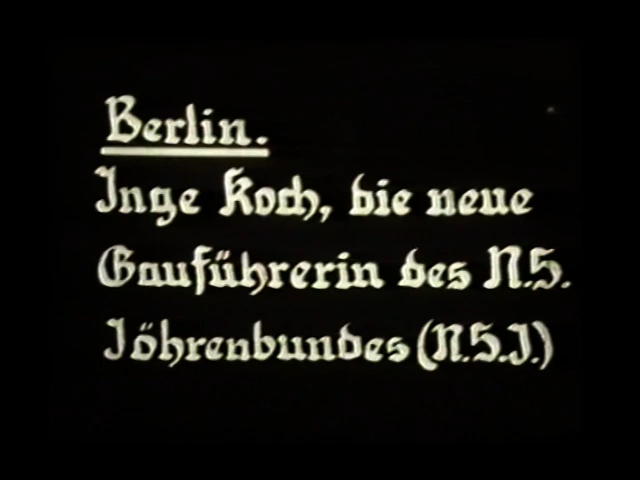 Berlin.
Inge Koch, die neue
Gauführerin des N.S.
Jöhrenbundes (N.S.J.)